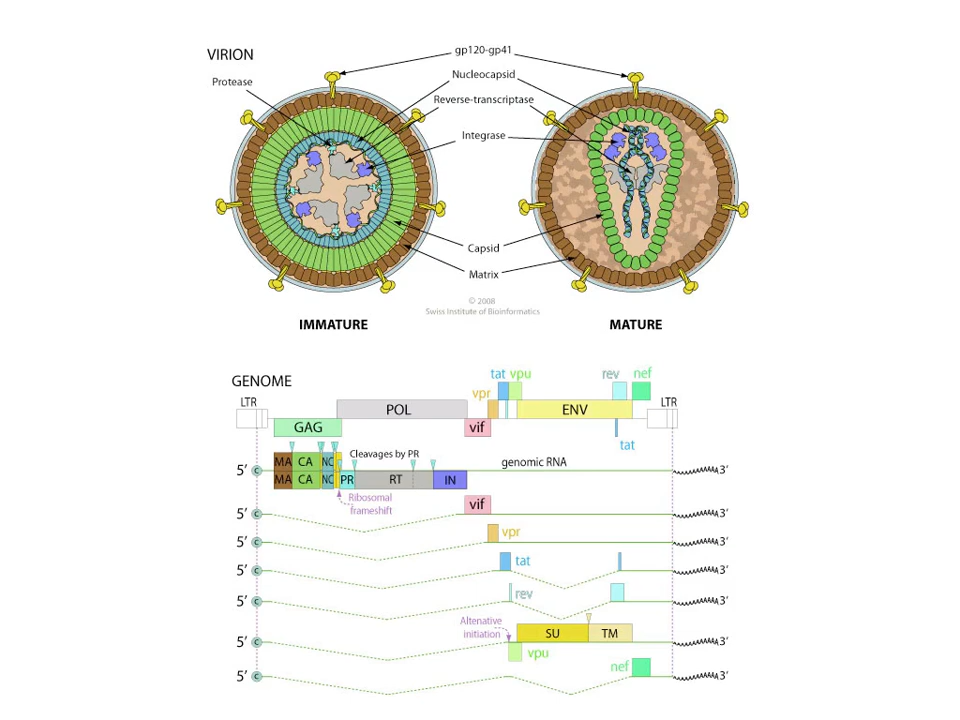 VIRION
gp120-gp41
Nucleocapsid
Protease
Reverse-transcriptase
Integrase
Capsid
Matrix
© 2008
Swiss Institute of Bioinformatics
IMMATURE
MATURE
GENOME
tat
vpu
rev
nef
vpr
LTR
POL
ENV
LTR
GAG
vif
tat
MA
CA
NC
Cleavages by PR
genomic RNA
5'
C
3'
MA
CA
NC
PR
RT
IN
Ribosomal
frameshift
vif
5'
C
3'
vpr
5'
C
3'
tat
5'
C
3'
rev
5'
C
3'
Altenative
initiation
SU
TM
5'
C
3'
vpu
nef
5'
C
3'